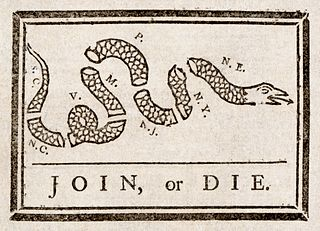 P.
N. E.
S. C.
V.
M.
N. Y.
N. J.
N. C.
JOIN, or DIE.